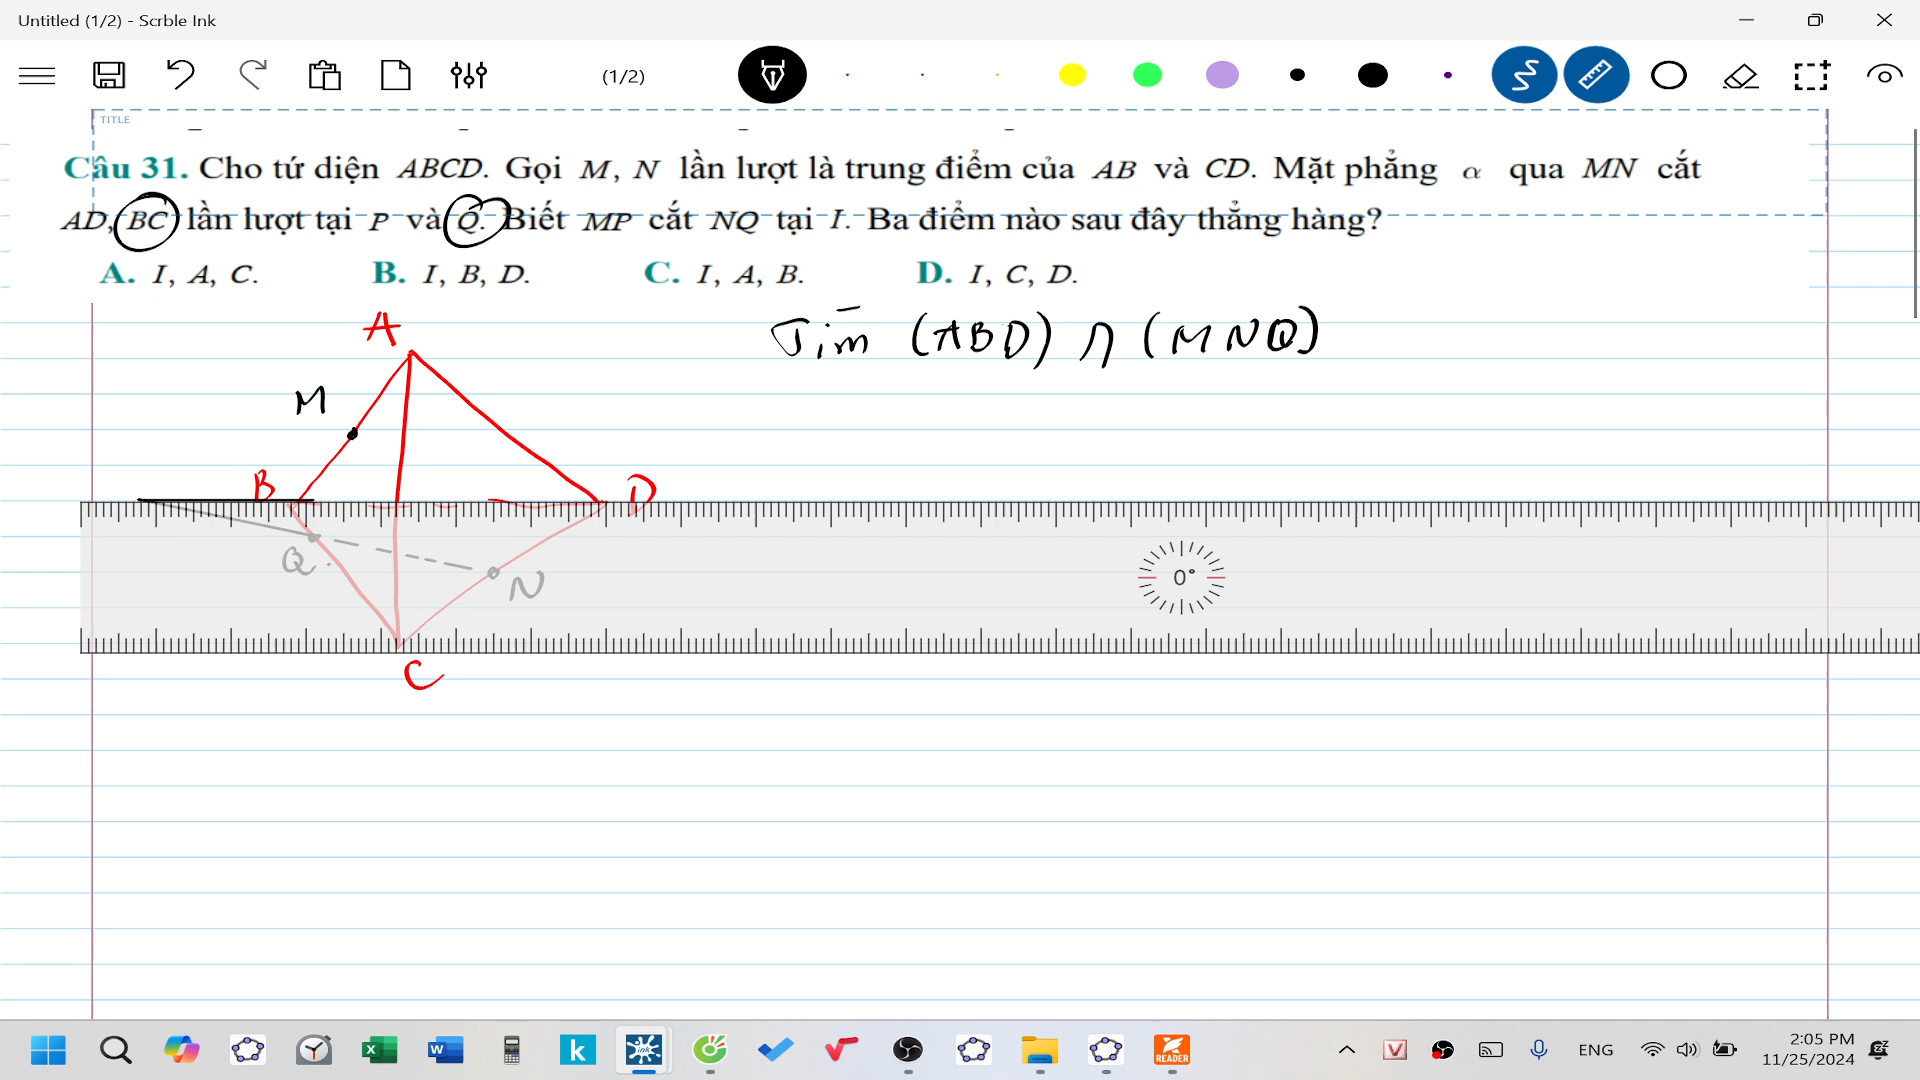 Untitled (1/2) - Scrble Ink
(1/2)
TITLE
Câu 31. Cho tứ diện ABCD. Gọi M, N lần lượt là trung điểm của AB và CD. Mặt phẳng α qua MN cắt
AD, BC lần lượt tại P và Q. Biết MP cắt NQ tại I. Ba điểm nào sau đây thẳng hàng?
A. I, A, C. B. I, B, D. C. I, A, B. D. I, C, D.
Tìm (ABD) ∩ (MNQ)
A
M
B
D
0°
Q
N
C
ink
READER
ENG
2:05 PM
11/25/2024